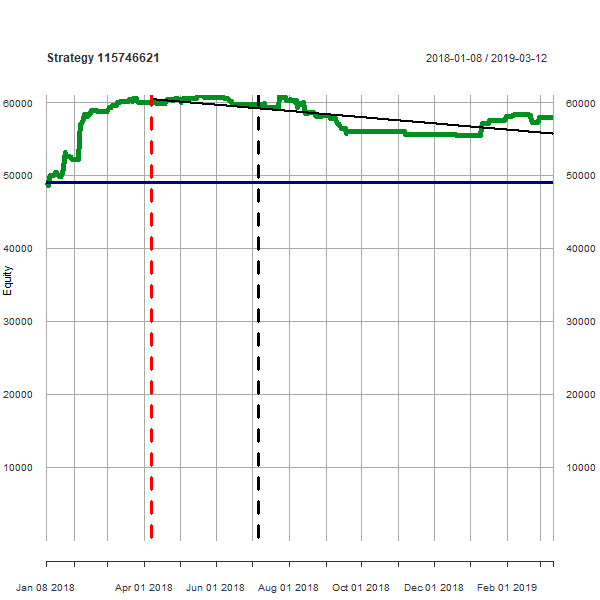 Strategy 115746621
2018-01-08 / 2019-03-12
60000
60000
50000
50000
40000
40000
30000
30000
20000
20000
10000
10000
Equity
Jan 08 2018
Apr 01 2018
Jun 01 2018
Aug 01 2018
Oct 01 2018
Dec 01 2018
Feb 01 2019